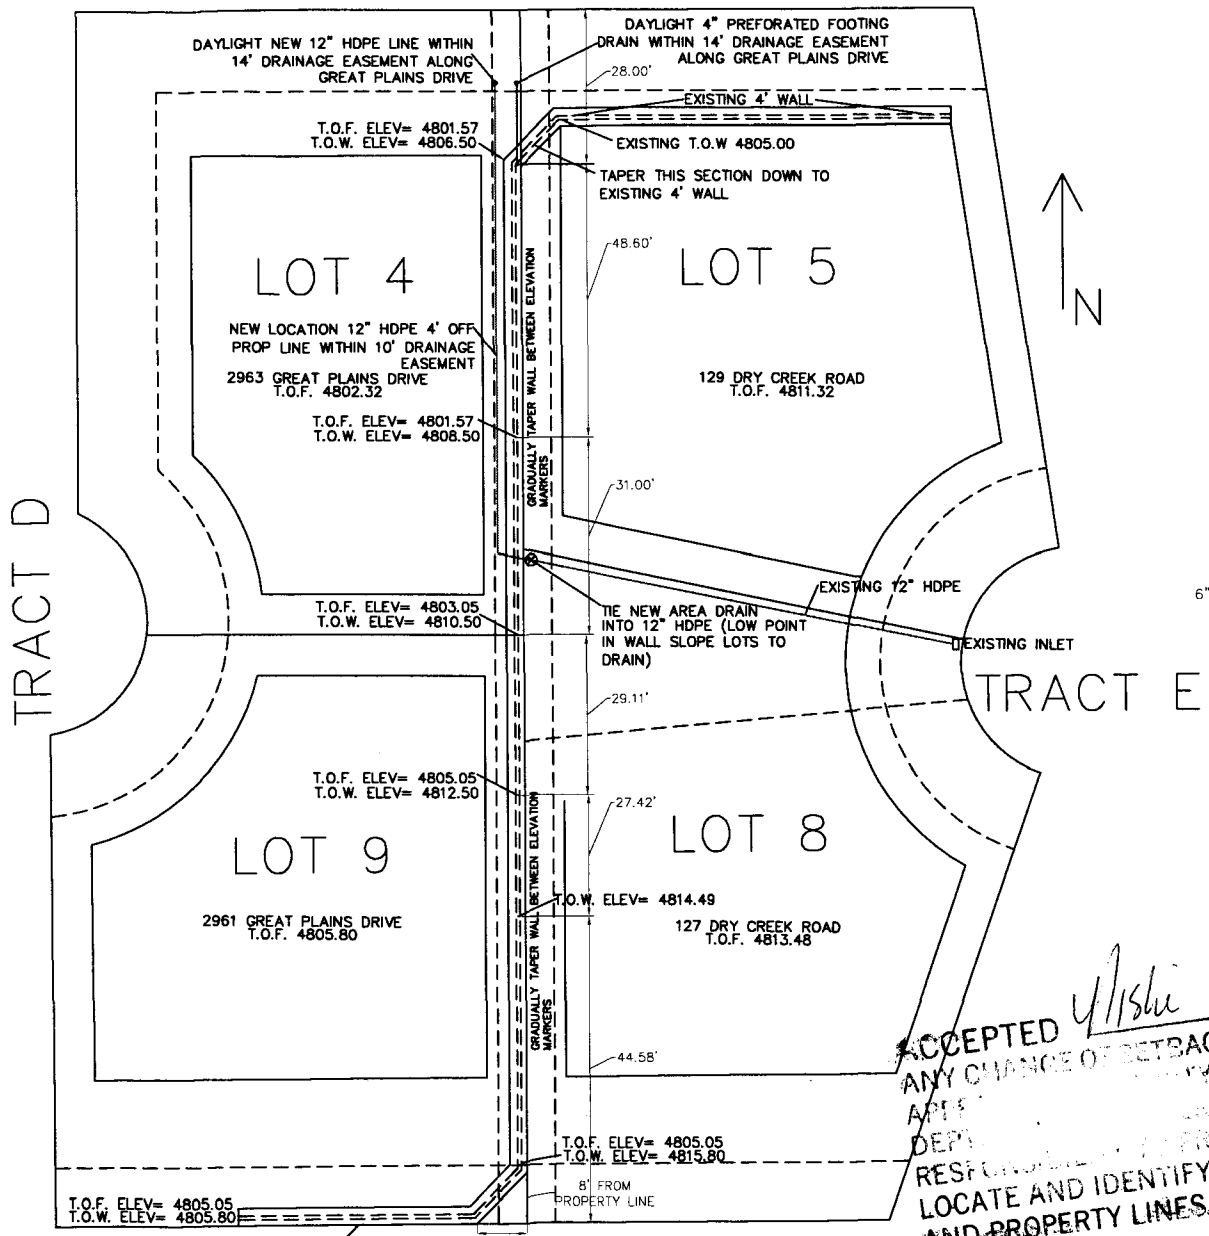 DAYLIGHT NEW 12" HDPE LINE WITHIN
14' DRAINAGE EASEMENT ALONG
GREAT PLAINS DRIVE
DAYLIGHT 4" PREFORATED FOOTING
DRAIN WITHIN 14' DRAINAGE EASEMENT
ALONG GREAT PLAINS DRIVE
28.00'
EXISTING 4' WALL
T.O.F. ELEV= 4801.57
T.O.W. ELEV= 4806.50
EXISTING T.O.W 4805.00
TAPER THIS SECTION DOWN TO
EXISTING 4' WALL
48.60'
LOT 4
LOT 5
N
NEW LOCATION 12" HDPE 4' OFF
PROP LINE WITHIN 10' DRAINAGE
EASEMENT
2963 GREAT PLAINS DRIVE
T.O.F. 4802.32
129 DRY CREEK ROAD
T.O.F. 4811.32
GRADUALLY TAPER WALL BETWEEN ELEVATION
MARKERS
T.O.F. ELEV= 4801.57
T.O.W. ELEV= 4808.50
31.00'
TRACT D
EXISTING 12" HDPE
6"
T.O.F. ELEV= 4803.05
T.O.W. ELEV= 4810.50
TIE NEW AREA DRAIN
INTO 12" HDPE (LOW POINT
IN WALL SLOPE LOTS TO
DRAIN)
EXISTING INLET
TRACT E
29.11'
T.O.F. ELEV= 4805.05
T.O.W. ELEV= 4812.50
27.42'
LOT 9
LOT 8
GRADUALLY TAPER WALL BETWEEN ELEVATION
MARKERS
T.O.W. ELEV= 4814.49
2961 GREAT PLAINS DRIVE
T.O.F. 4805.80
127 DRY CREEK ROAD
T.O.F. 4813.48
44.58'
ACCEPTED
ANY CHANGE OF SETBAC
DEPT.
LOCATE AND IDENTIFY
AND PROPERTY LINES.
T.O.F. ELEV= 4805.05
T.O.W. ELEV= 4815.80
8' FROM
PROPERTY LINE
T.O.F. ELEV= 4805.05
T.O.W. ELEV= 4805.80